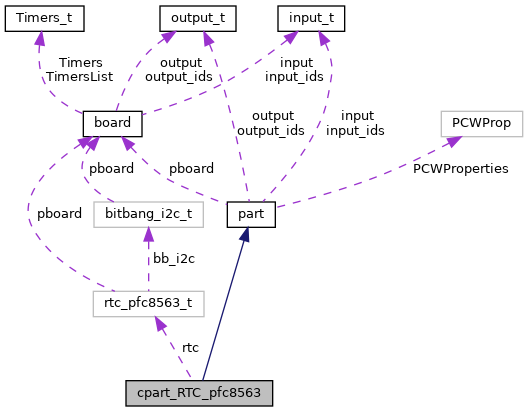 Timers_t
output_t
input_t
Timers
TimersList
output
output_ids
input
input_ids
board
output
output_ids
input
input_ids
PCWProp
pboard
pboard
pboard
PCWProperties
bitbang_i2c_t
part
bb_i2c
rtc_pfc8563_t
rtc
cpart_RTC_pfc8563